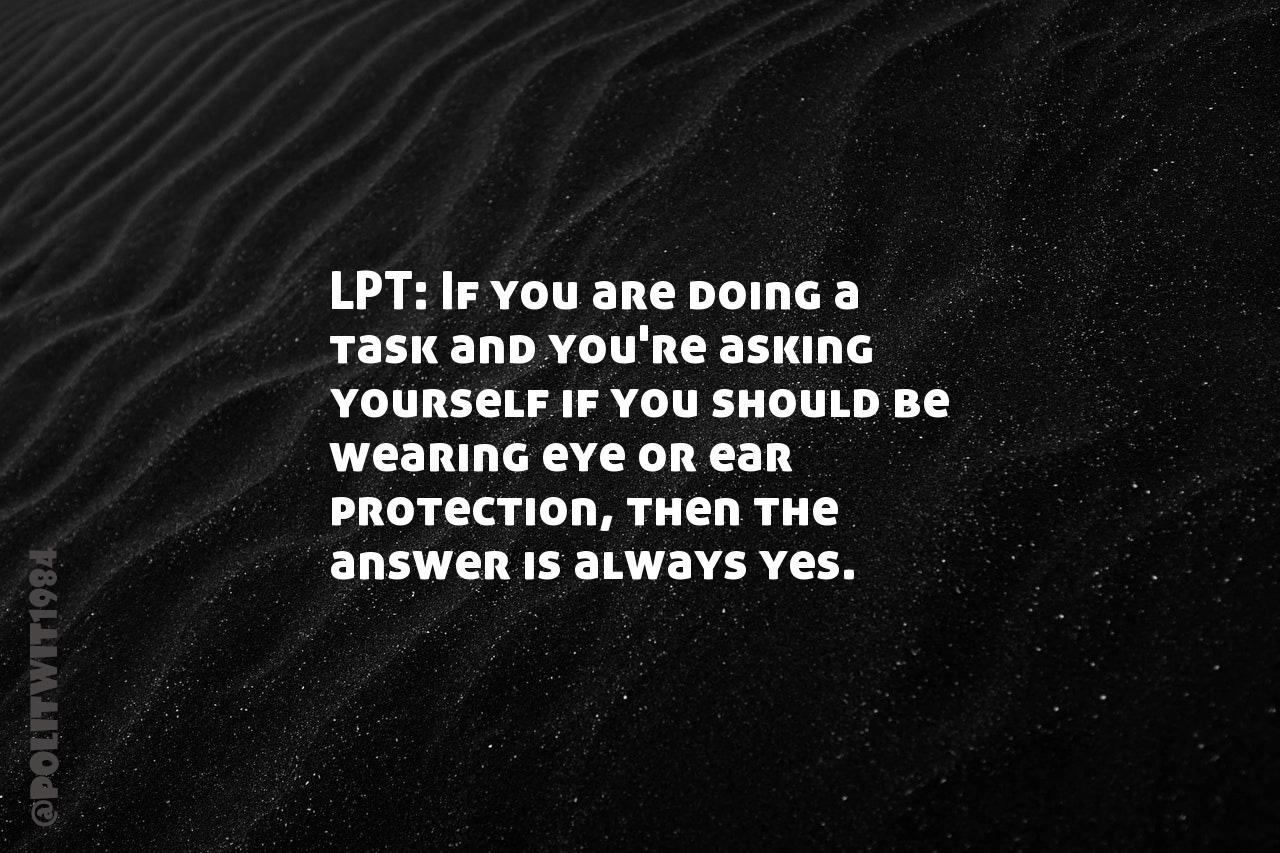 LPT: If you are doing a
task and you're asking
yourself if you should be
wearing eye or ear
protection, then the
answer is always yes.
@politwit1984